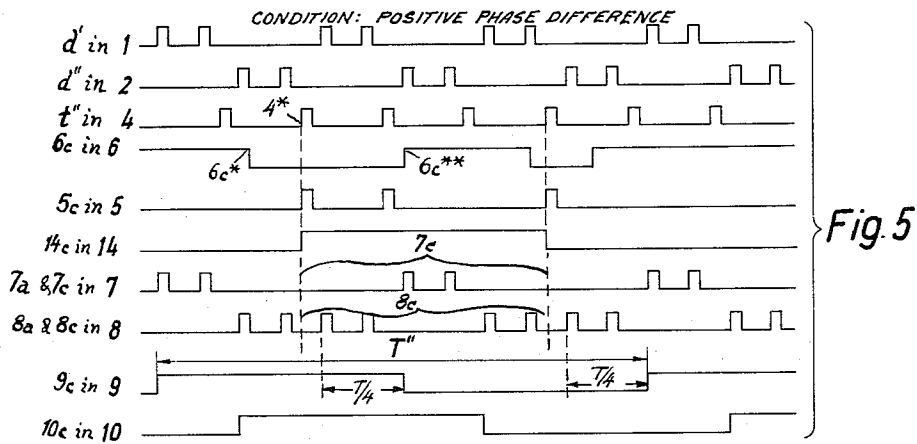 CONDITION: POSITIVE PHASE DIFFERENCE
d' in 1
d'' in 2
t'' in 4
4*
6c in 6
6c*
6c**
5c in 5
14c in 14
7c
7a & 7c in 7
8c
8a & 8c in 8
T''
9c in 9
T/4
T/4
10c in 10
Fig. 5